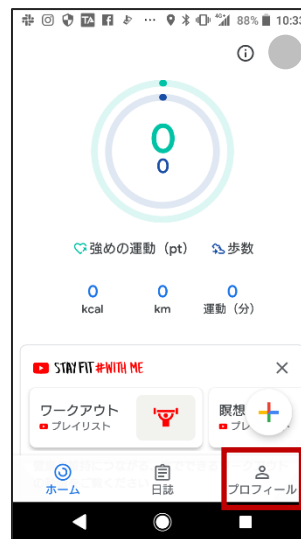 88% 10:33
0
0
強めの運動（pt） 歩数
0 0 0
kcal km 運動（分）
STAY FIT #WITH ME
ワークアウト
プレイリスト
瞑想
プレ
ホーム 日誌 プロフィール